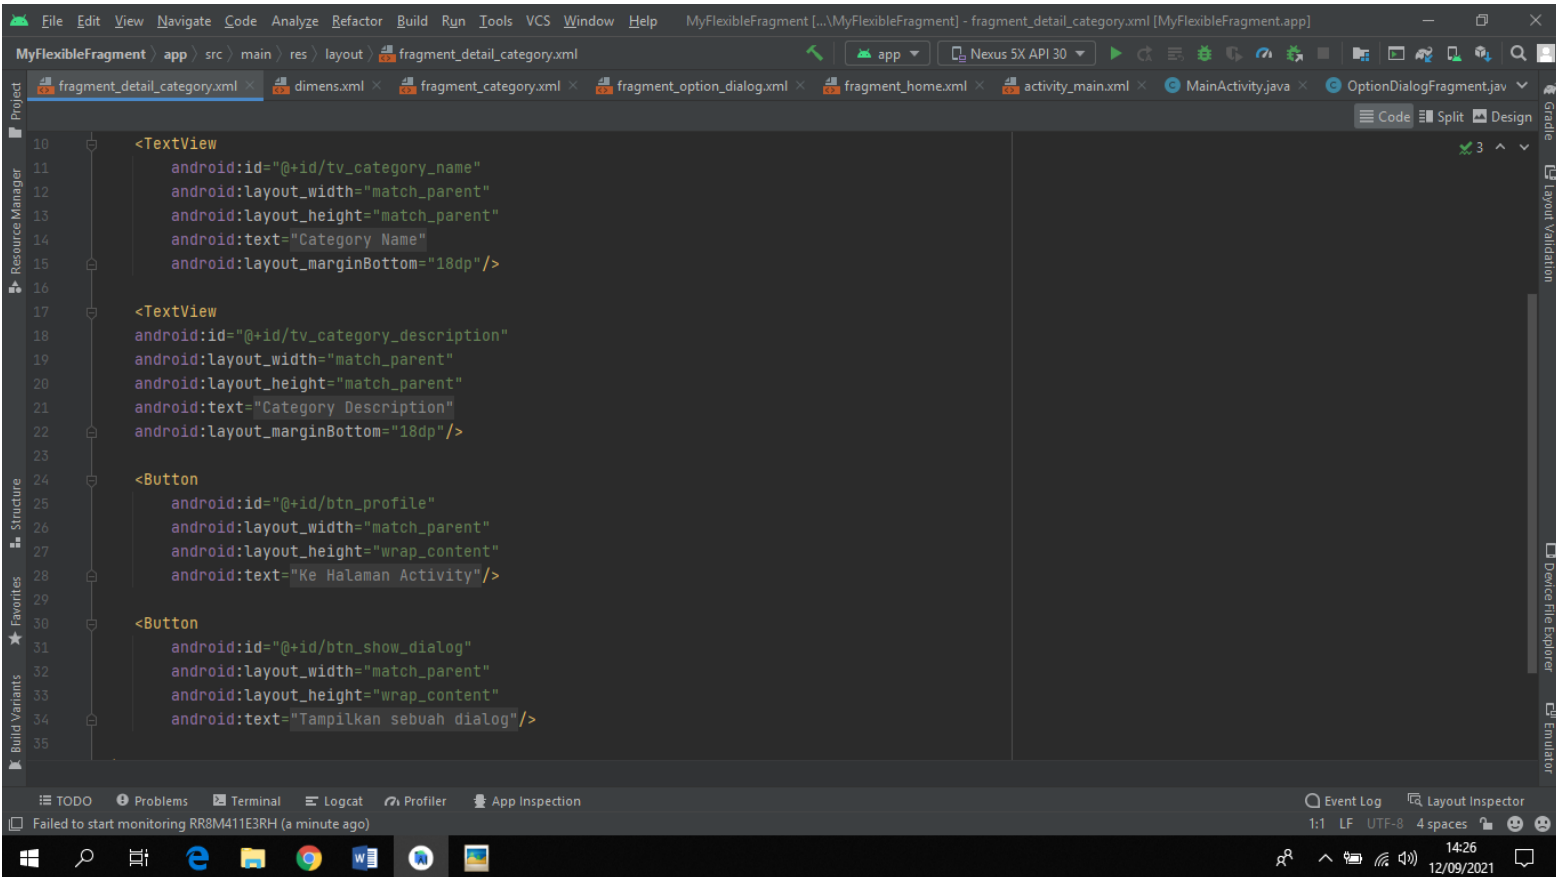 File Edit View Navigate Code Analyze Refactor Build Run Tools VCS Window Help MyFlexibleFragment [...\MyFlexibleFragment] - fragment_detail_category.xml [MyFlexibleFragment.app]
MyFlexibleFragment app src main res layout fragment_detail_category.xml app Nexus 5X API 30
fragment_detail_category.xml dimens.xml fragment_category.xml fragment_option_dialog.xml fragment_home.xml activity_main.xml MainActivity.java OptionDialogFragment.jav
Code Split Design
3
10 <TextView
11 android:id="@+id/tv_category_name"
12 android:layout_width="match_parent"
13 android:layout_height="match_parent"
14 android:text="Category Name"
15 android:layout_marginBottom="18dp"/>
16
17 <TextView
18 android:id="@+id/tv_category_description"
19 android:layout_width="match_parent"
20 android:layout_height="match_parent"
21 android:text="Category Description"
22 android:layout_marginBottom="18dp"/>
23
24 <Button
25 android:id="@+id/btn_profile"
26 android:layout_width="match_parent"
27 android:layout_height="wrap_content"
28 android:text="Ke Halaman Activity"/>
29
30 <Button
31 android:id="@+id/btn_show_dialog"
32 android:layout_width="match_parent"
33 android:layout_height="wrap_content"
34 android:text="Tampilkan sebuah dialog"/>
35
Project
Resource Manager
Structure
Favorites
Build Variants
Gradle
Layout Validation
Device File Explorer
Emulator
TODO Problems Terminal Logcat Profiler App Inspection Event Log Layout Inspector
Failed to start monitoring RR8M411E3RH (a minute ago) 1:1 LF UTF-8 4 spaces
14:26
12/09/2021